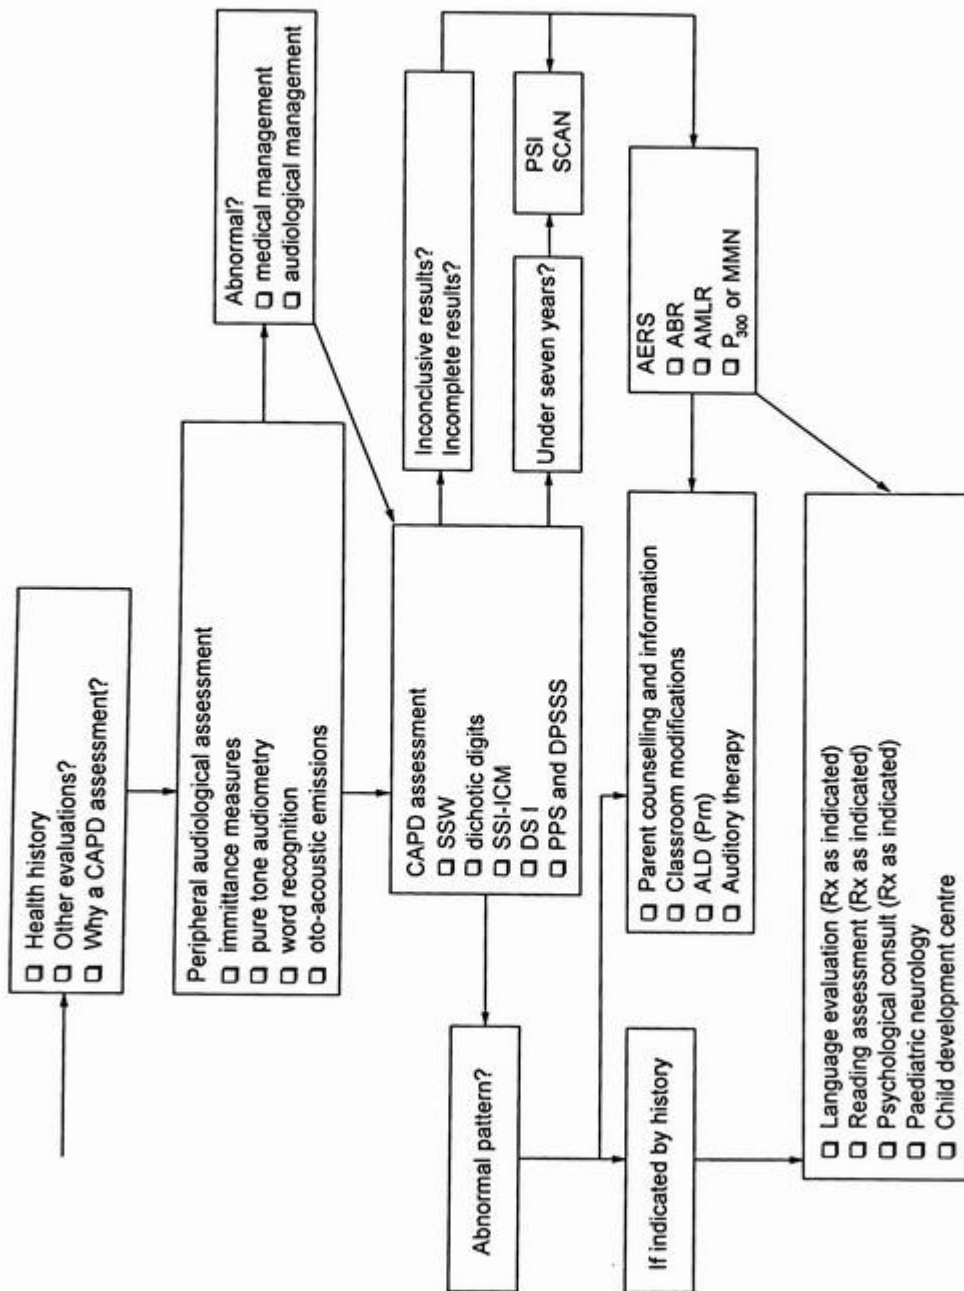 ❑ Health history
❑ Other evaluations?
❑ Why a CAPD assessment?
Peripheral audiological assessment
❑ immittance measures
❑ pure tone audiometry
❑ word recognition
❑ oto-acoustic emissions
Abnormal?
❑ medical management
❑ audiological management
CAPD assessment
❑ SSW
❑ dichotic digits
❑ SSI-ICM
❑ DS I
❑ PPS and DPSSS
Inconclusive results?
Incomplete results?
Under seven years?
PSI
SCAN
Abnormal pattern?
❑ Parent counselling and information
❑ Classroom modifications
❑ ALD (Prn)
❑ Auditory therapy
AERS
❑ ABR
❑ AMLR
❑ P300 or MMN
If indicated by history
❑ Language evaluation (Rx as indicated)
❑ Reading assessment (Rx as indicated)
❑ Psychological consult (Rx as indicated)
❑ Paediatric neurology
❑ Child development centre